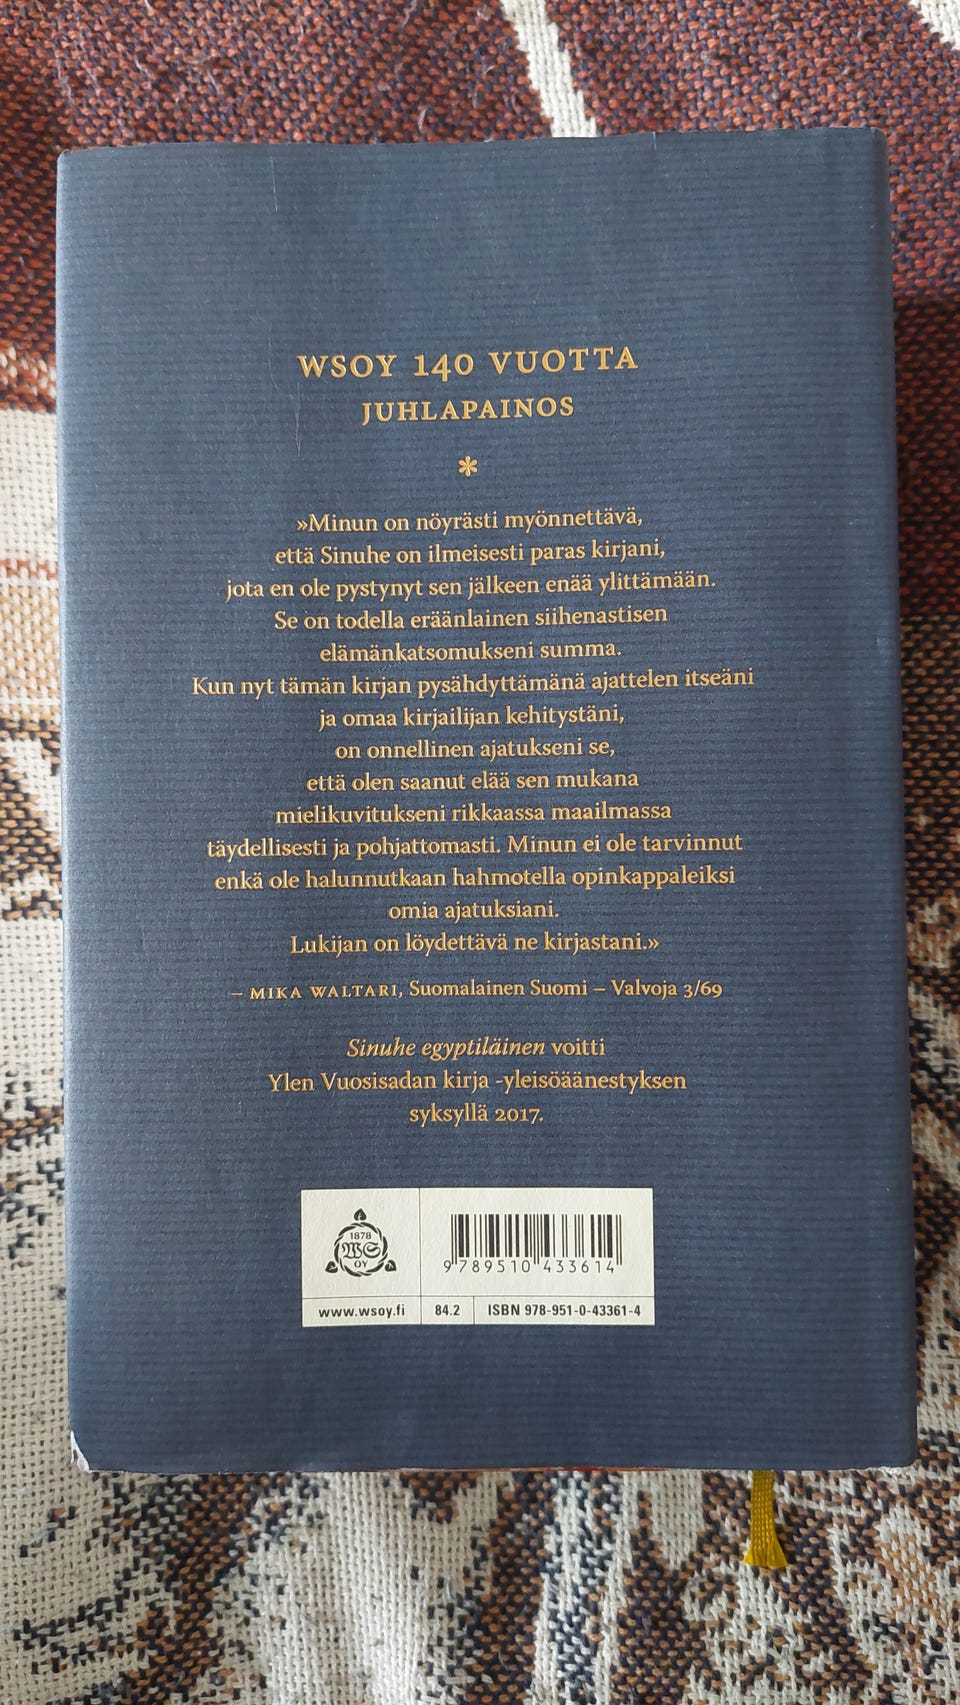 WSOY 140 VUOTTA
JUHLAPAINOS
*
»Minun on nöyrästi myönnettävä,
että Sinuhe on ilmeisesti paras kirjani,
jota en ole pystynyt sen jälkeen enää ylittämään.
Se on todella eräänlainen siihenastisen
elämänkatsomukseni summa.
Kun nyt tämän kirjan pysähdyttämänä ajattelen itseäni
ja omaa kirjailijan kehitystäni,
on onnellinen ajatukseni se,
että olen saanut elää sen mukana
mielikuvitukseni rikkaassa maailmassa
täydellisesti ja pohjattomasti. Minun ei ole tarvinnut
enkä ole halunnutkaan hahmotella opinkappaleiksi
omia ajatuksiani.
Lukijan on löydettävä ne kirjastani.»
– MIKA WALTARI, Suomalainen Suomi – Valvoja 3/69
Sinuhe egyptiläinen voitti
Ylen Vuosisadan kirja -yleisöäänestyksen
syksyllä 2017.
1878
WS
OY
9 789510 433614
www.wsoy.fi
84.2
ISBN 978-951-0-43361-4